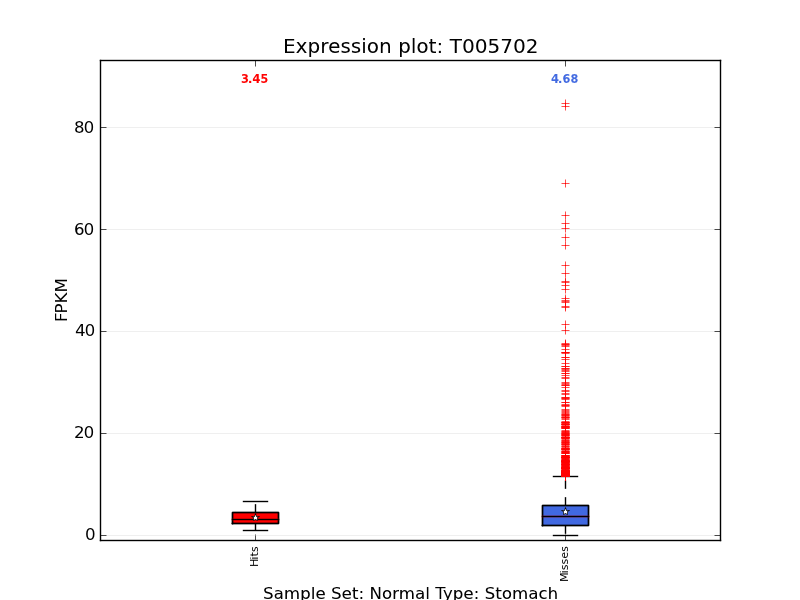 Expression plot: T005702
3.45
4.68
80
60
40
20
0
FPKM
Hits
Misses
Sample Set: Normal Type: Stomach